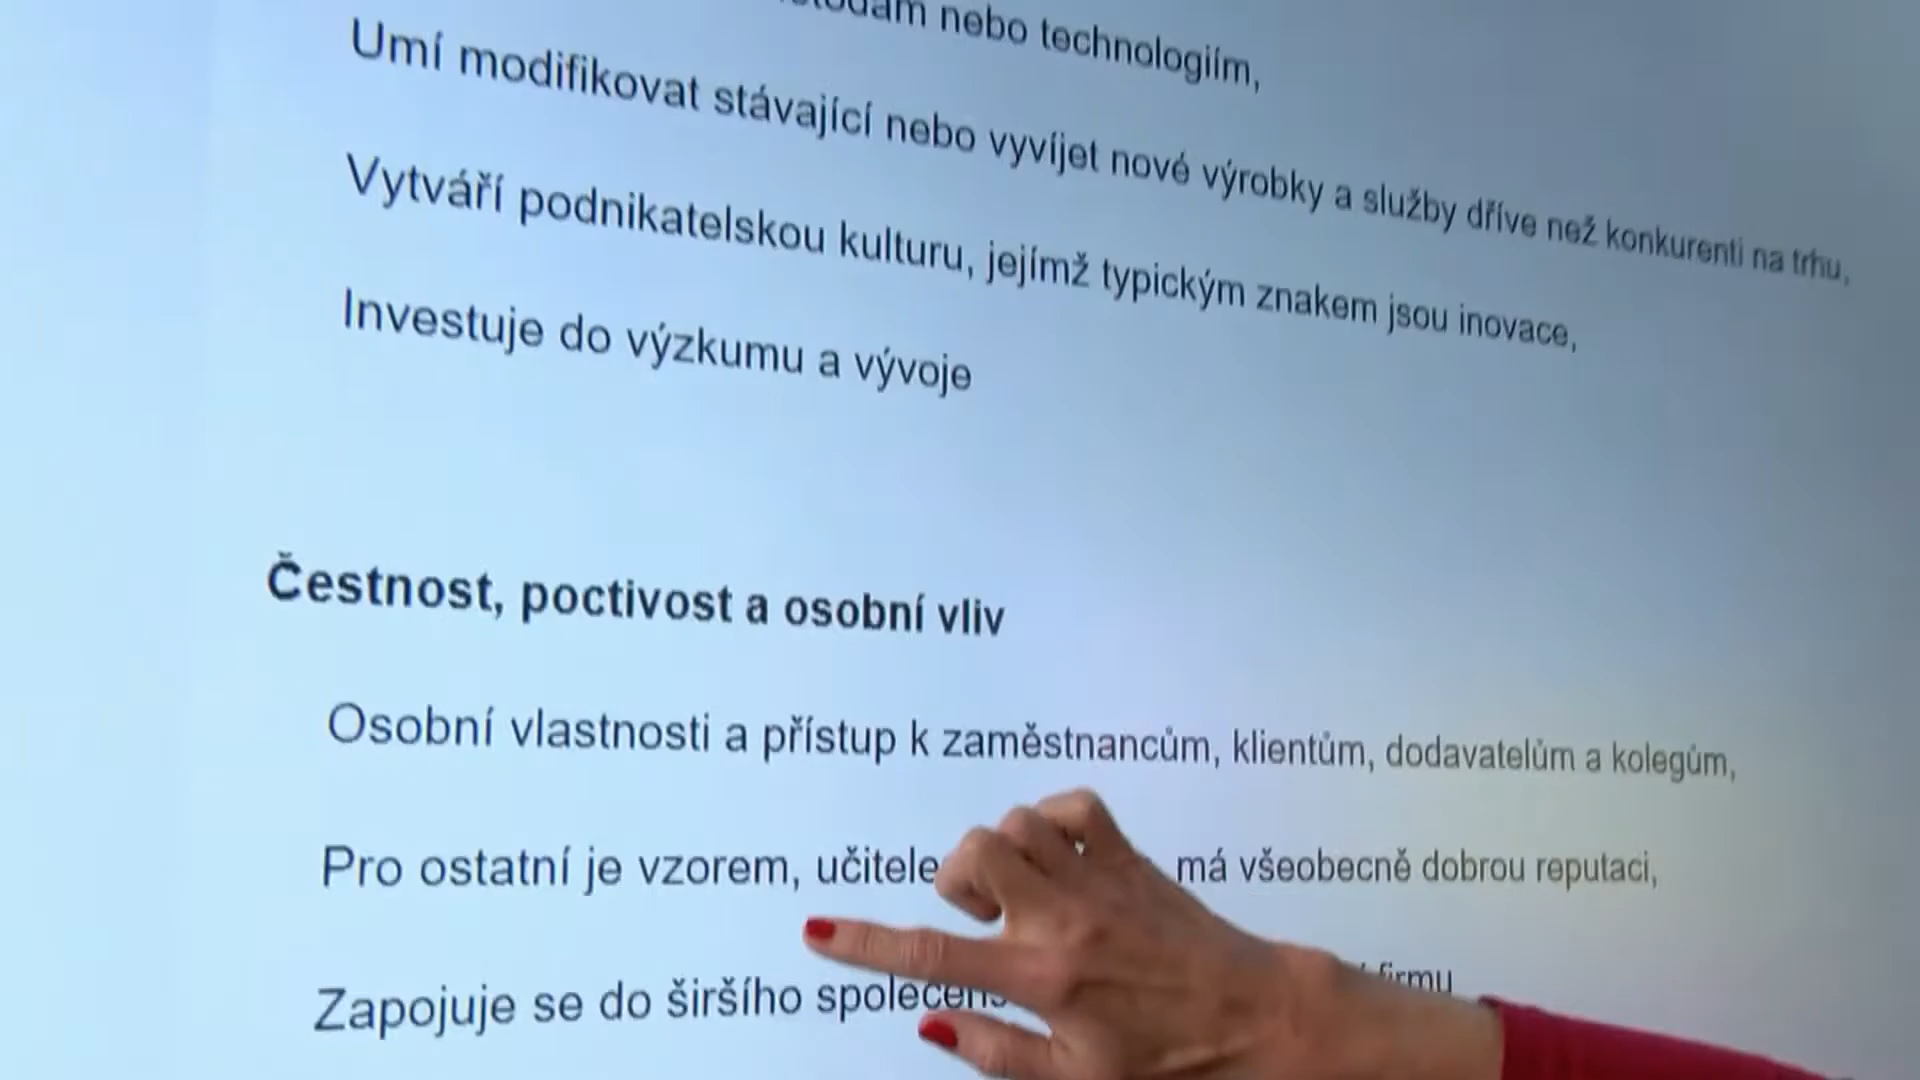 nebo technologiím,
Umí modifikovat stávající nebo vyvíjet nové výrobky a služby dříve než konkurenti na trhu,
Vytváří podnikatelskou kulturu, jejímž typickým znakem jsou inovace,
Investuje do výzkumu a vývoje
Čestnost, poctivost a osobní vliv
Osobní vlastnosti a přístup k zaměstnancům, klientům, dodavatelům a kolegům,
Pro ostatní je vzorem, má všeobecně dobrou reputaci,
Zapojuje se do širšího firmu